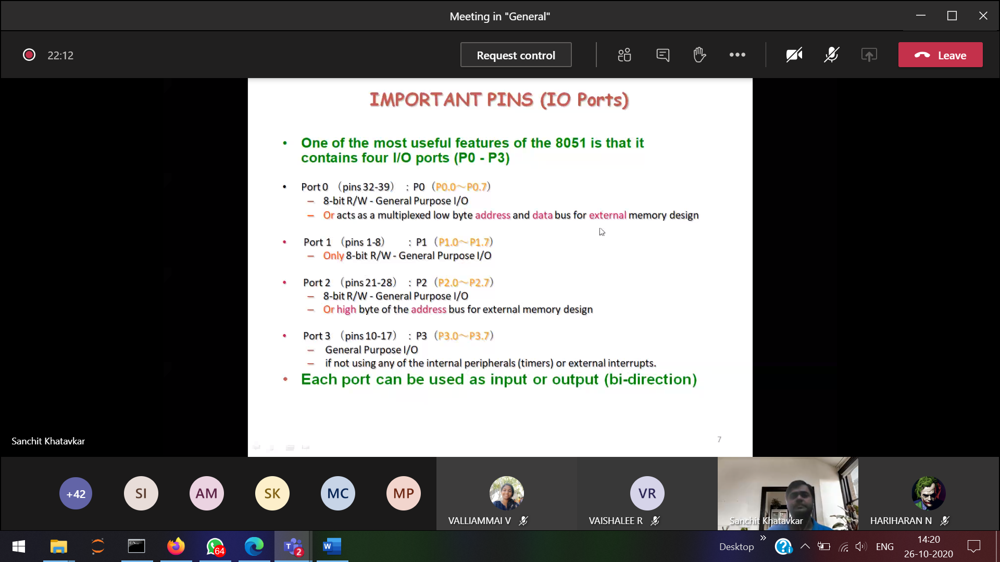 Meeting in "General"
22:12
Request control
Leave
IMPORTANT PINS (IO Ports)
• One of the most useful features of the 8051 is that it
contains four I/O ports (P0 - P3)
• Port 0 （pins 32-39） : P0（P0.0～P0.7）
– 8-bit R/W - General Purpose I/O
– Or acts as a multiplexed low byte address and data bus for external memory design
• Port 1 （pins 1-8） : P1（P1.0～P1.7）
– Only 8-bit R/W - General Purpose I/O
• Port 2 （pins 21-28） : P2（P2.0～P2.7）
– 8-bit R/W - General Purpose I/O
– Or high byte of the address bus for external memory design
• Port 3 （pins 10-17） : P3（P3.0～P3.7）
– General Purpose I/O
– if not using any of the internal peripherals (timers) or external interrupts.
• Each port can be used as input or output (bi-direction)
7
Sanchit Khatavkar
+42
SI
AM
SK
MC
MP
VALLIAMMAI V
VR
VAISHALEE R
Sanchit Khatavkar
HARIHARAN N
64
2
Desktop
ENG
14:20
26-10-2020